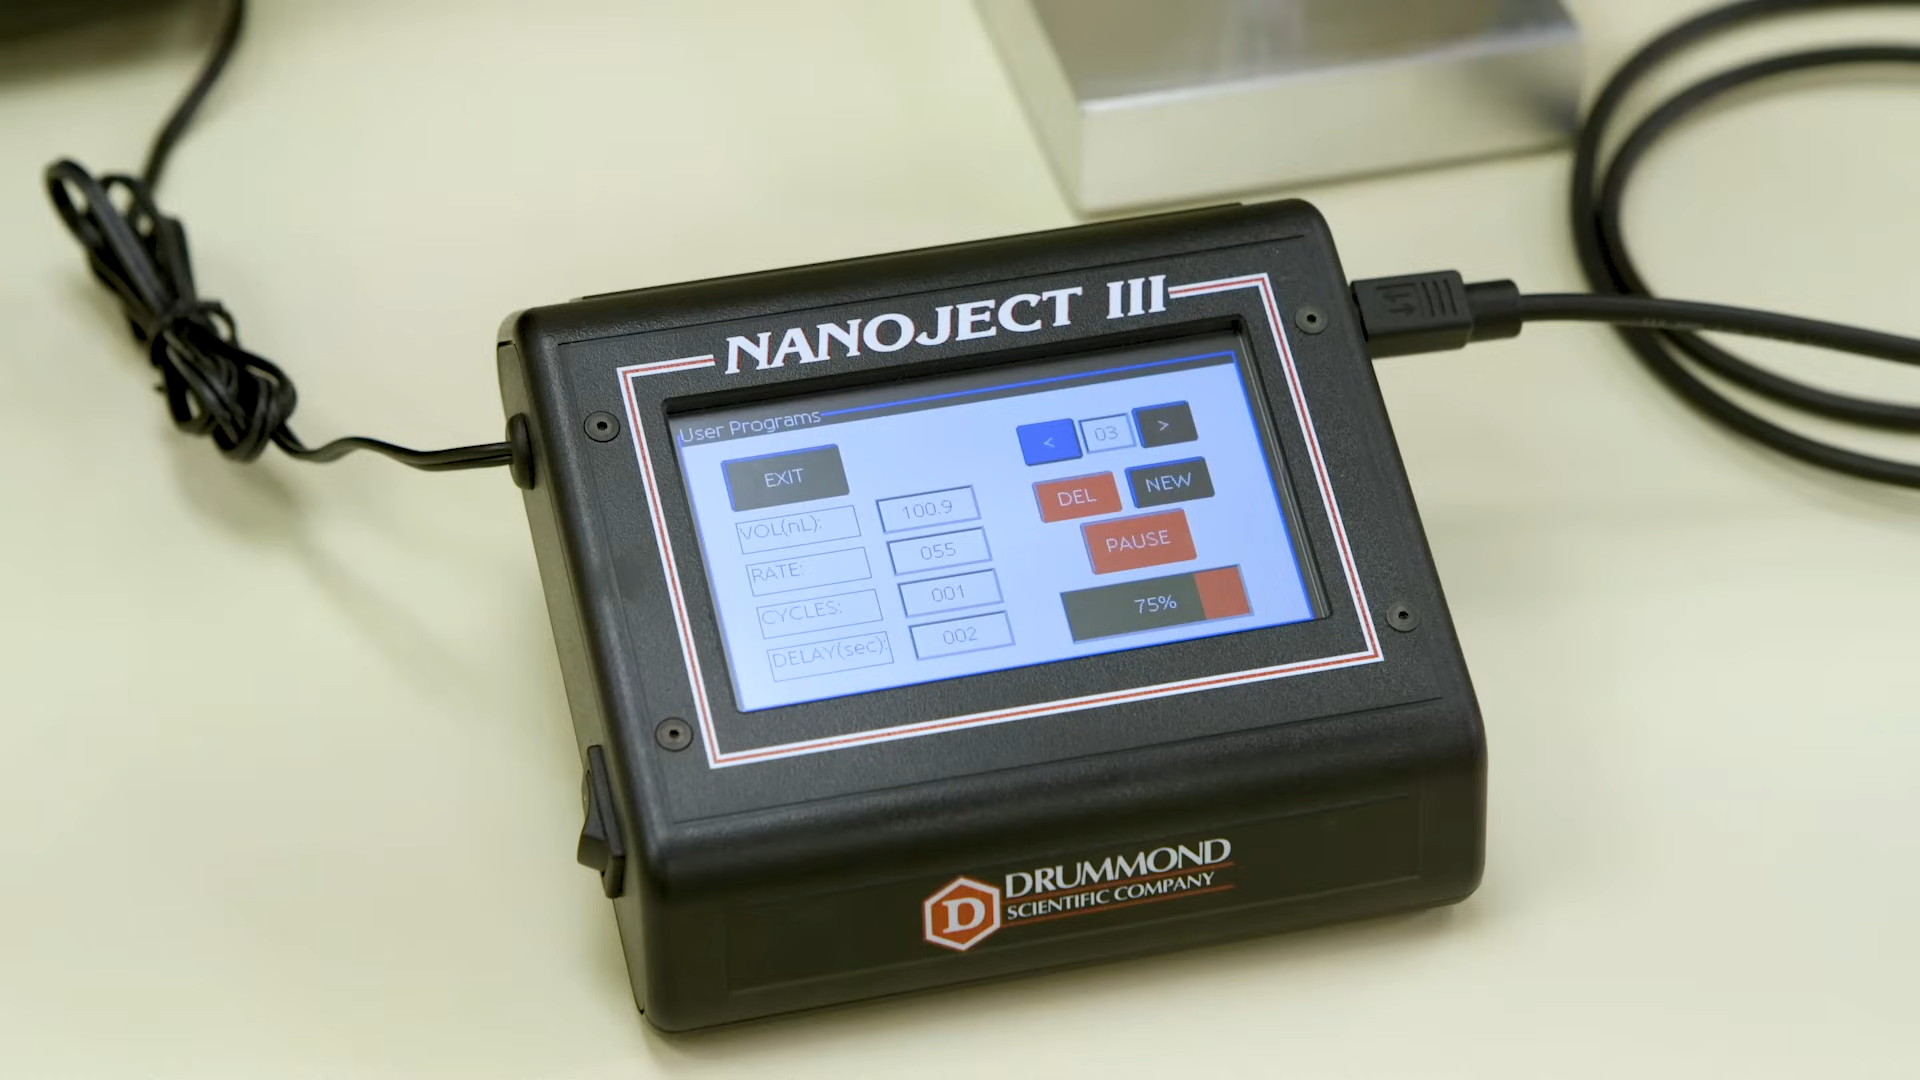 NANOJECT III
User Programs
EXIT
< 03 >
DEL NEW
PAUSE
75%
VOL(nL): 100.9
RATE: 055
CYCLES: 001
DELAY(sec): 002
D
DRUMMOND
SCIENTIFIC COMPANY